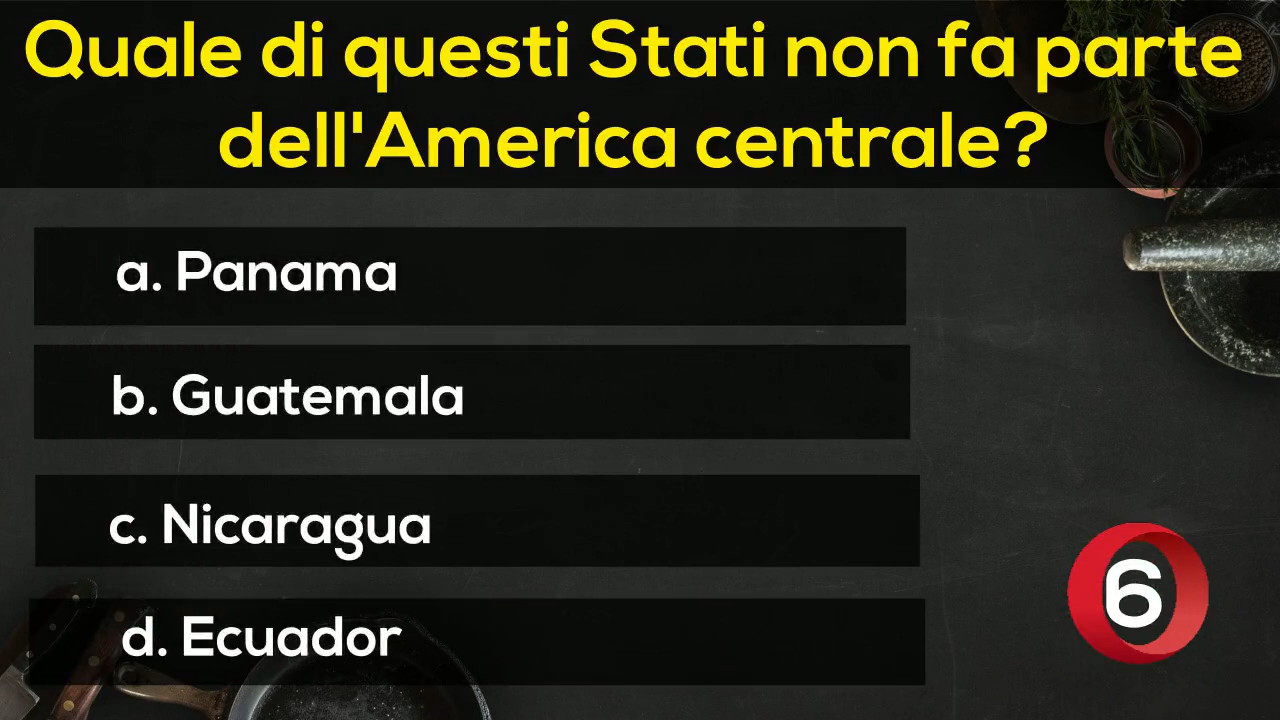 Quale di questi Stati non fa parte
dell'America centrale?
a. Panama
b. Guatemala
c. Nicaragua
d. Ecuador
6